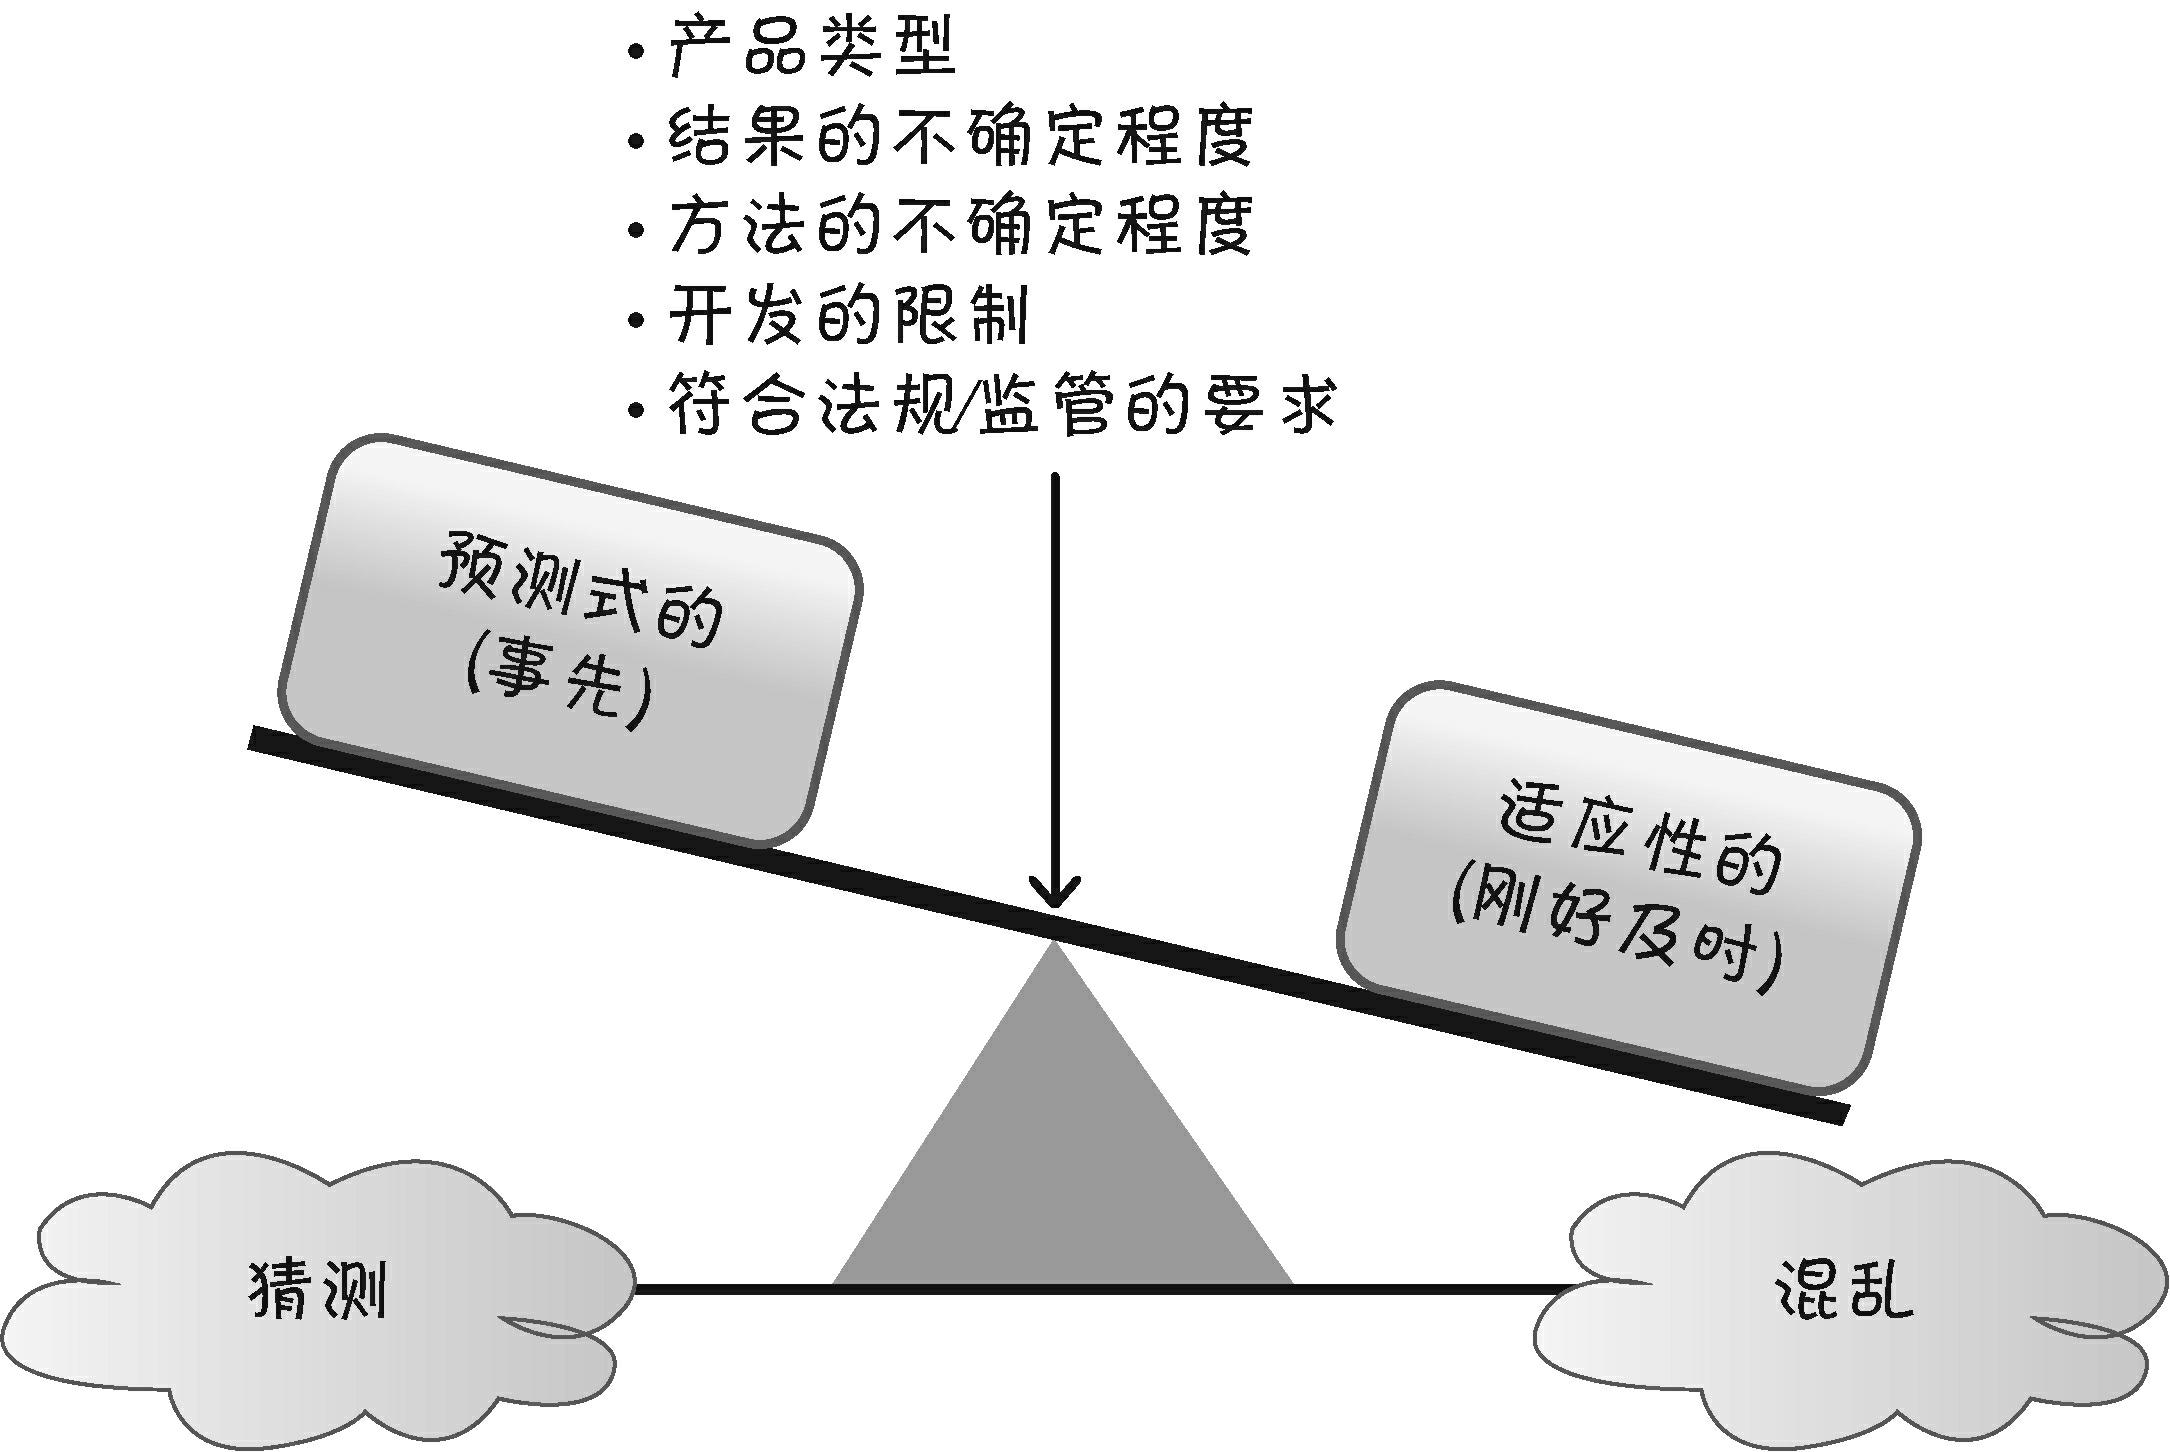 • 产品类型
• 结果的不确定程度
• 方法的不确定程度
• 开发的限制
• 符合法规/监管的要求
预测式的
(事先)
适应性的
(刚好及时)
猜测
混乱